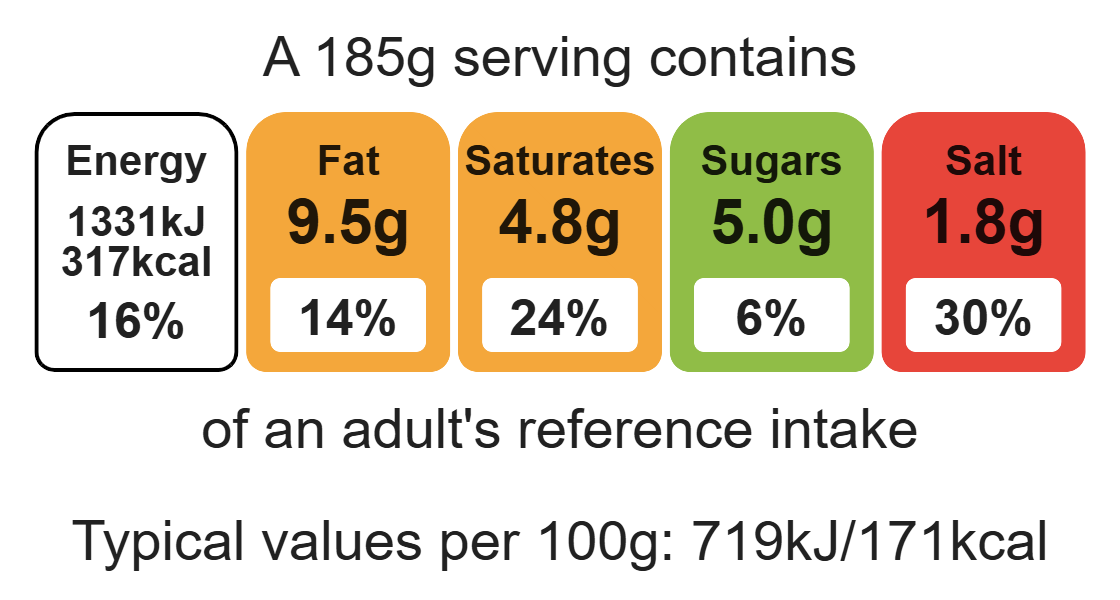 A 185g serving contains
Energy
1331kJ
317kcal
16%
Fat
9.5g
14%
Saturates
4.8g
24%
Sugars
5.0g
6%
Salt
1.8g
30%
of an adult's reference intake
Typical values per 100g: 719kJ/171kcal